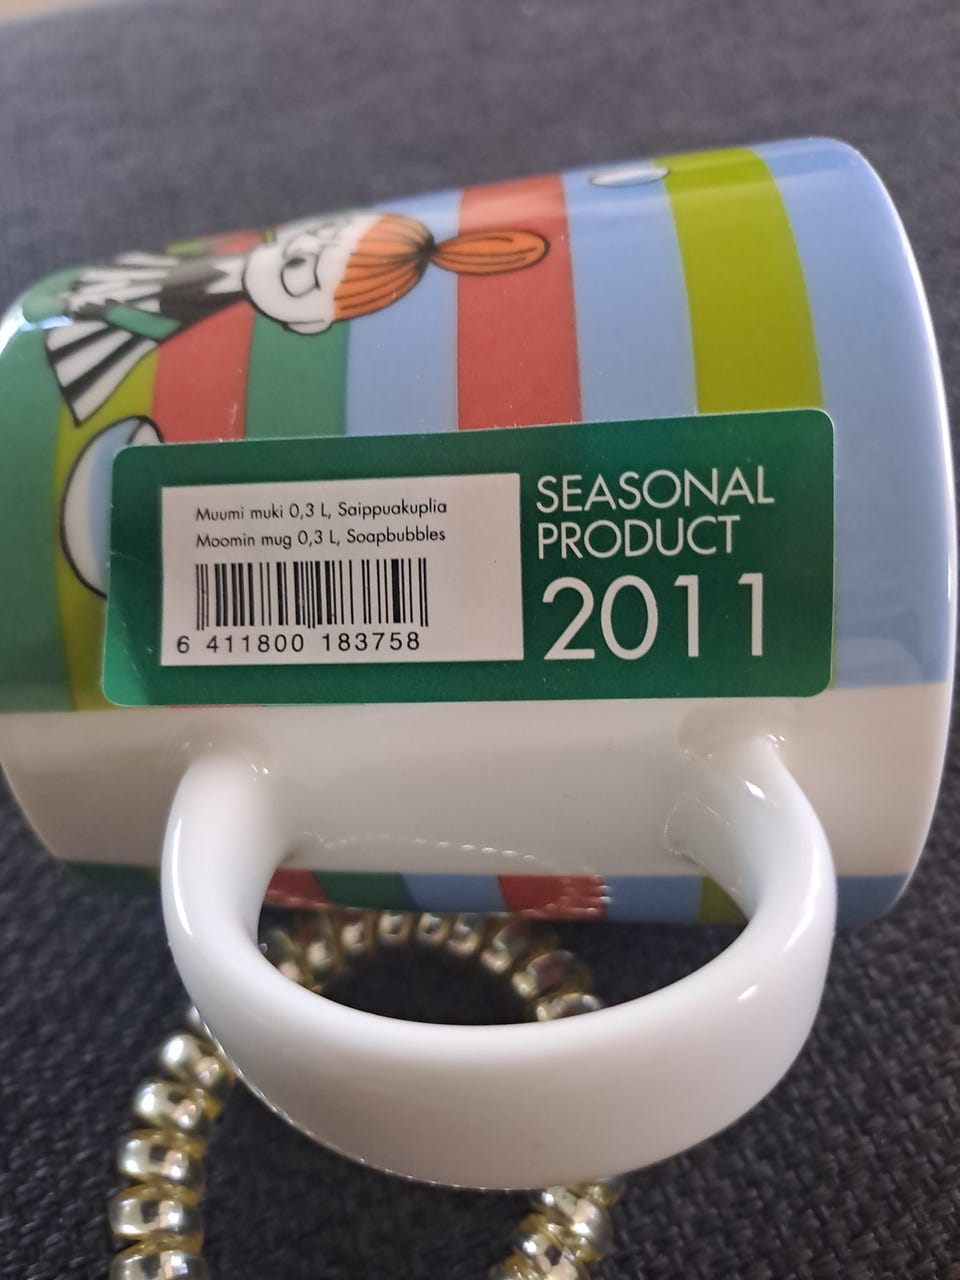 Muumi muki 0,3 L, Saippuakuplia
Moomin mug 0,3 L, Soapbubbles
6 411800 183758
SEASONAL
PRODUCT
2011